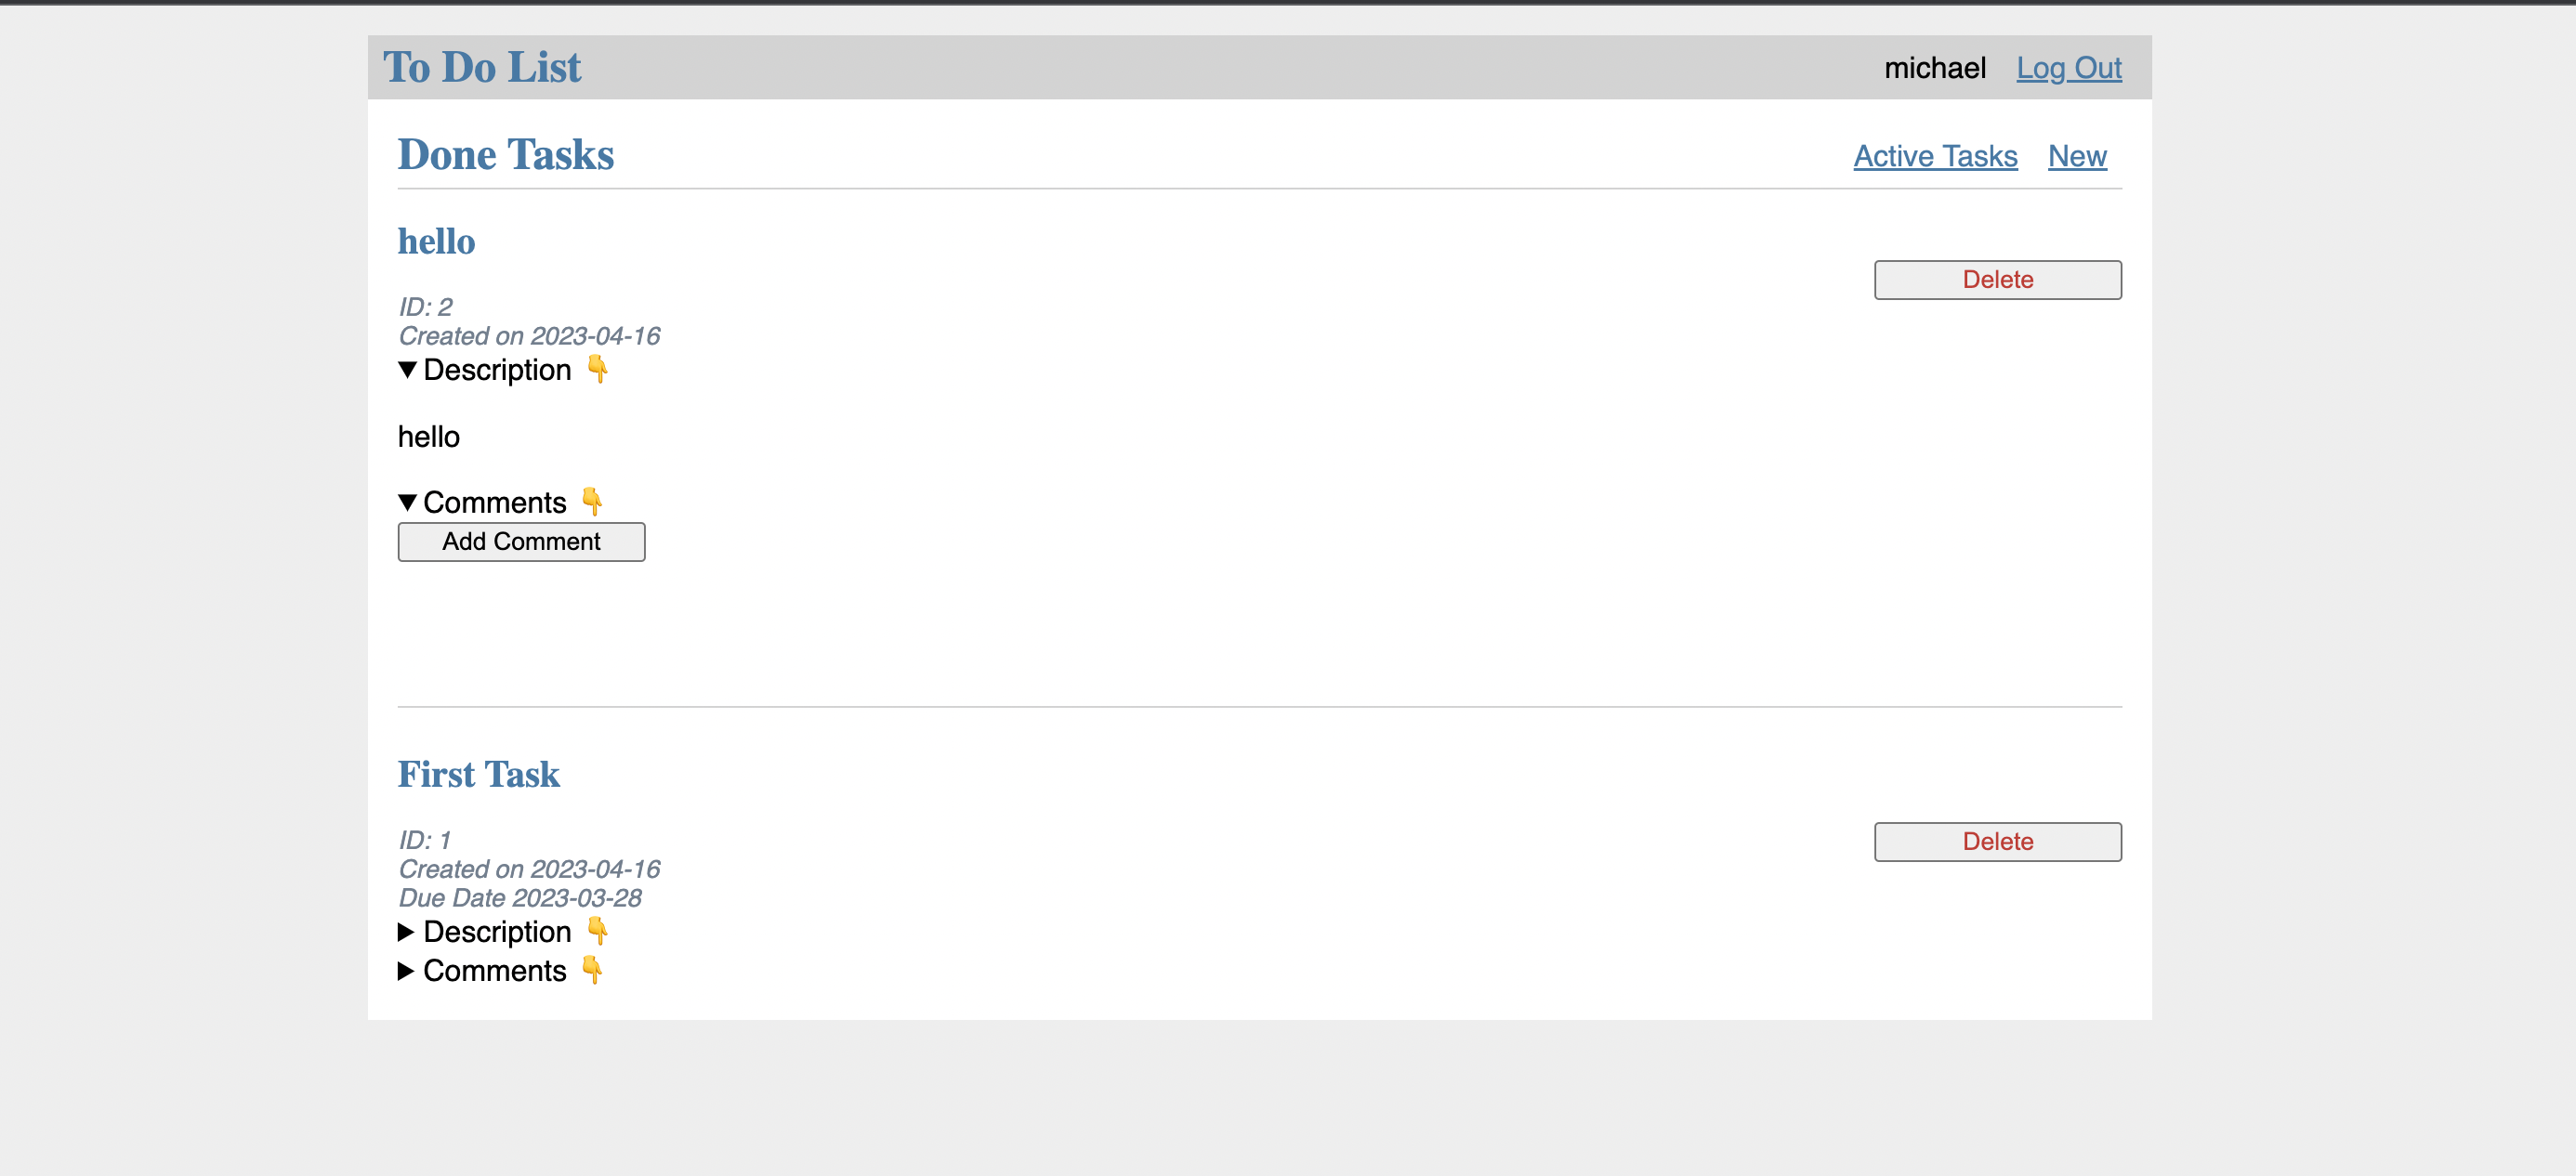 To Do List michael Log Out
Done Tasks Active Tasks New
hello
Delete
ID: 2
Created on 2023-04-16
Description 👇
hello
Comments 👇
Add Comment
First Task
Delete
ID: 1
Created on 2023-04-16
Due Date 2023-03-28
Description 👇
Comments 👇